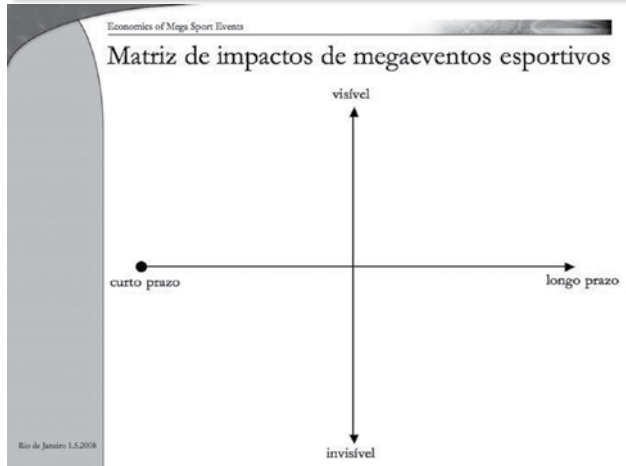 Economics of Mega Sport Events
Matriz de impactos de megaeventos esportivos
visível
curto prazo
longo prazo
Rio de Janeiro 1.5.2008
invisível